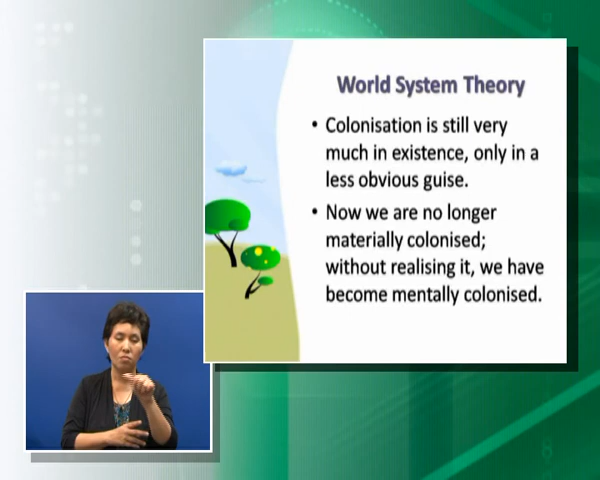 World System Theory
• Colonisation is still very
much in existence, only in a
less obvious guise.
• Now we are no longer
materially colonised;
without realising it, we have
become mentally colonised.